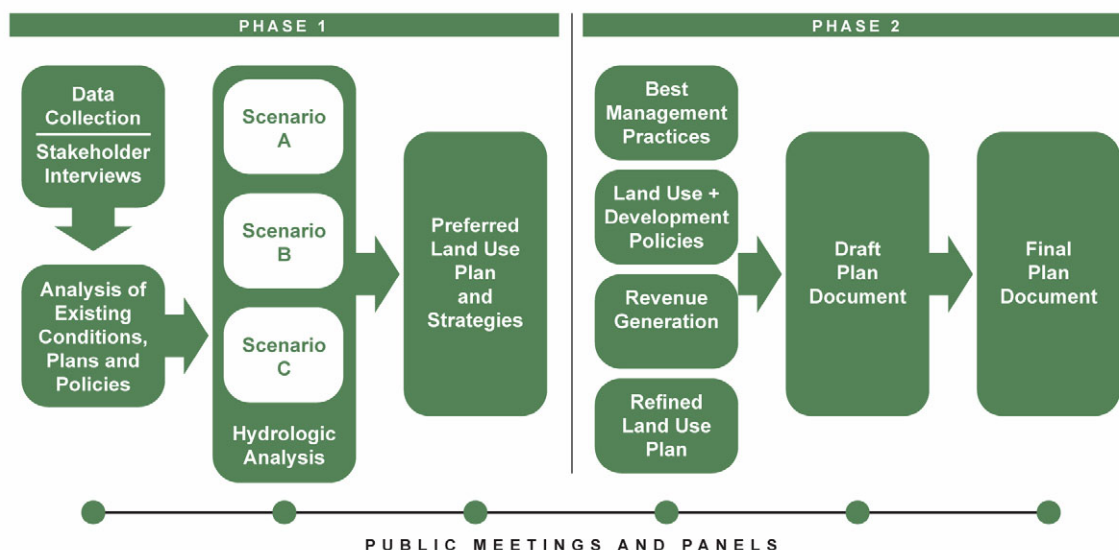 PHASE 1
Data
Collection
Stakeholder
Interviews
Analysis of
Existing
Conditions,
Plans and
Policies
Scenario
A
Scenario
B
Scenario
C
Hydrologic
Analysis
Preferred
Land Use
Plan
and
Strategies
PHASE 2
Best
Management
Practices
Land Use +
Development
Policies
Revenue
Generation
Refined
Land Use
Plan
Draft
Plan
Document
Final
Plan
Document
PUBLIC MEETINGS AND PANELS